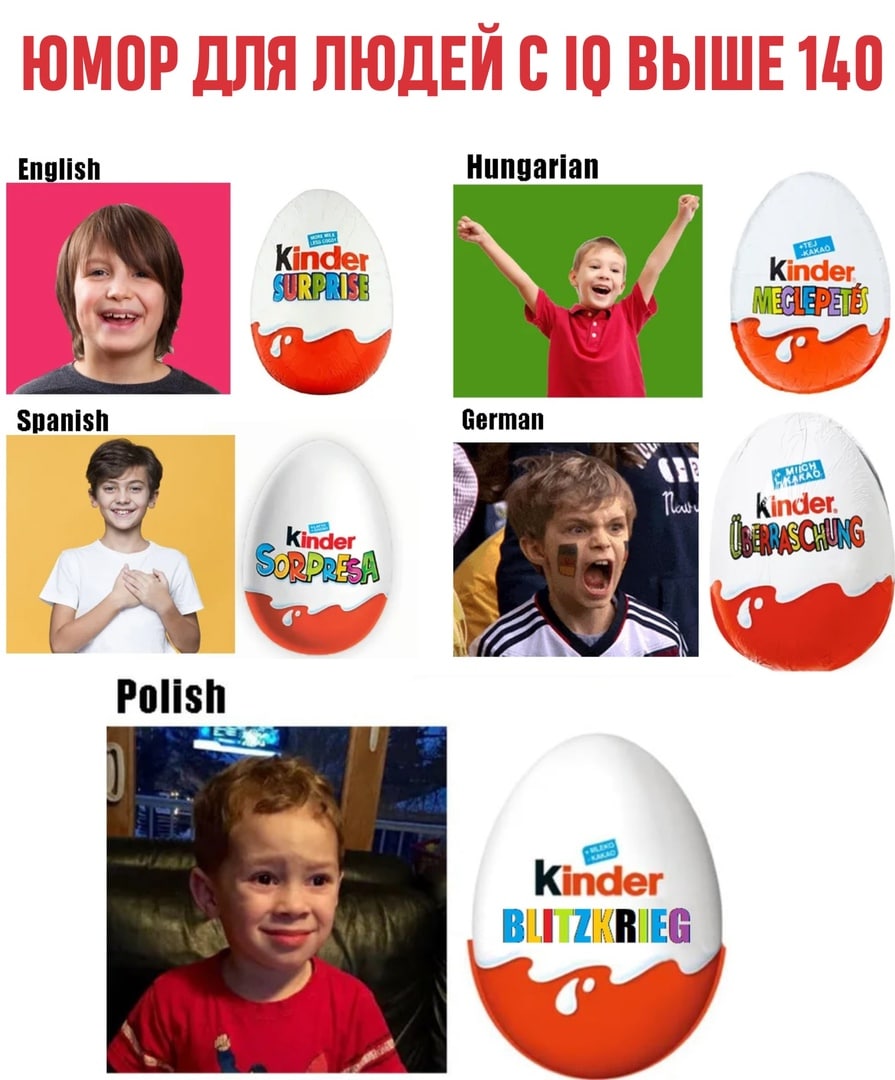 ЮМОР ДЛЯ ЛЮДЕЙ С IQ ВЫШЕ 140
English
Hungarian
MORE MILK
LESS COCOA
Kinder
SURPRISE
+TEJ
-KAKAÓ
Kinder
MEGLEPETÉS
Spanish
German
Kinder
SORPRESA
+ MILCH
- KAKAO
kinder
ÜBERRASCHUNG
Polish
+ MLEKO
- KAKAO
Kinder
BLITZKRIEG